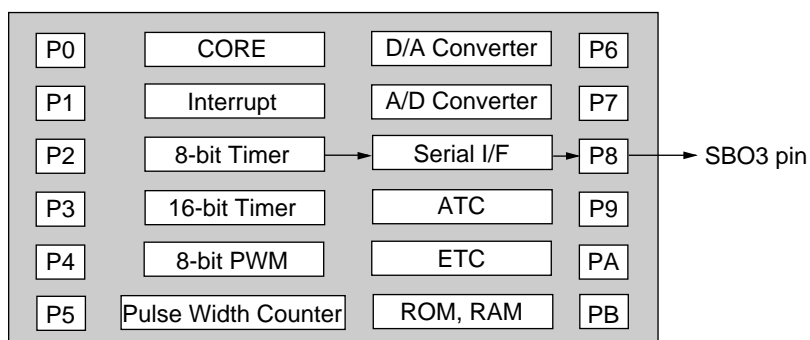 P0 CORE D/A Converter P6
P1 Interrupt A/D Converter P7
P2 8-bit Timer Serial I/F P8 SBO3 pin
P3 16-bit Timer ATC P9
P4 8-bit PWM ETC PA
P5 Pulse Width Counter ROM, RAM PB